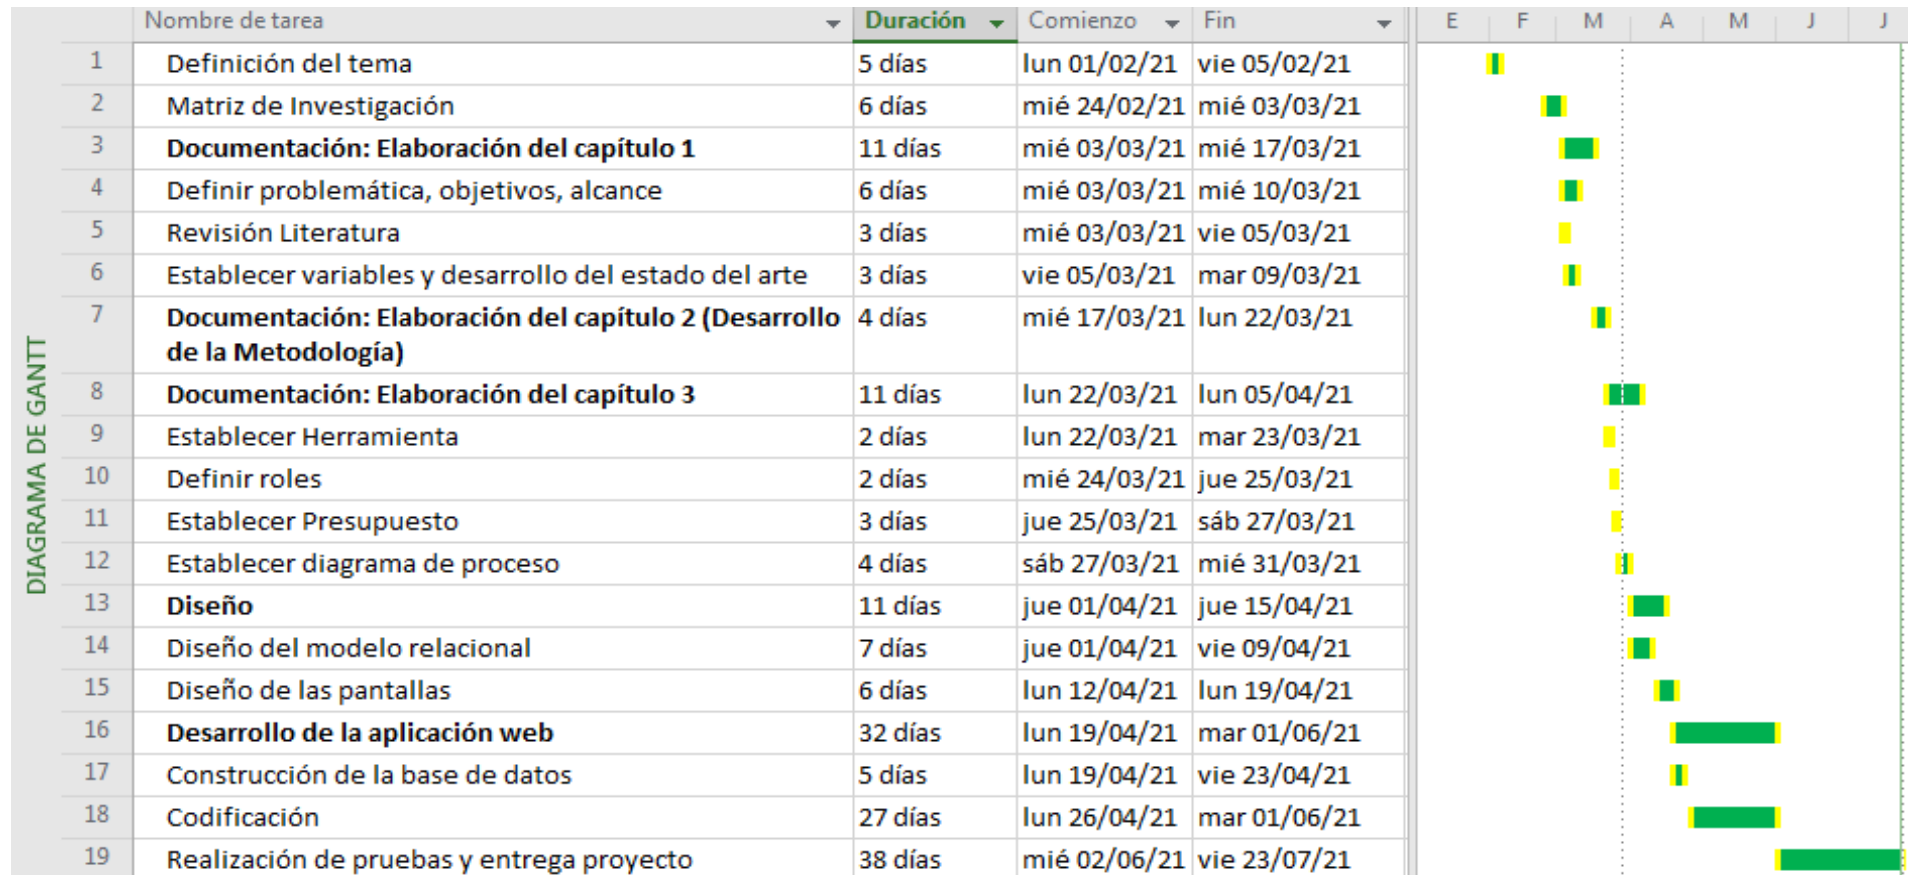 Nombre de tarea Duración Comienzo Fin E F M A M J J
DIAGRAMA DE GANTT
1 Definición del tema 5 días lun 01/02/21 vie 05/02/21
2 Matriz de Investigación 6 días mié 24/02/21 mié 03/03/21
3 Documentación: Elaboración del capítulo 1 11 días mié 03/03/21 mié 17/03/21
4 Definir problemática, objetivos, alcance 6 días mié 03/03/21 mié 10/03/21
5 Revisión Literatura 3 días mié 03/03/21 vie 05/03/21
6 Establecer variables y desarrollo del estado del arte 3 días vie 05/03/21 mar 09/03/21
7 Documentación: Elaboración del capítulo 2 (Desarrollo 4 días mié 17/03/21 lun 22/03/21
de la Metodología)
8 Documentación: Elaboración del capítulo 3 11 días lun 22/03/21 lun 05/04/21
9 Establecer Herramienta 2 días lun 22/03/21 mar 23/03/21
10 Definir roles 2 días mié 24/03/21 jue 25/03/21
11 Establecer Presupuesto 3 días jue 25/03/21 sáb 27/03/21
12 Establecer diagrama de proceso 4 días sáb 27/03/21 mié 31/03/21
13 Diseño 11 días jue 01/04/21 jue 15/04/21
14 Diseño del modelo relacional 7 días jue 01/04/21 vie 09/04/21
15 Diseño de las pantallas 6 días lun 12/04/21 lun 19/04/21
16 Desarrollo de la aplicación web 32 días lun 19/04/21 mar 01/06/21
17 Construcción de la base de datos 5 días lun 19/04/21 vie 23/04/21
18 Codificación 27 días lun 26/04/21 mar 01/06/21
19 Realización de pruebas y entrega proyecto 38 días mié 02/06/21 vie 23/07/21